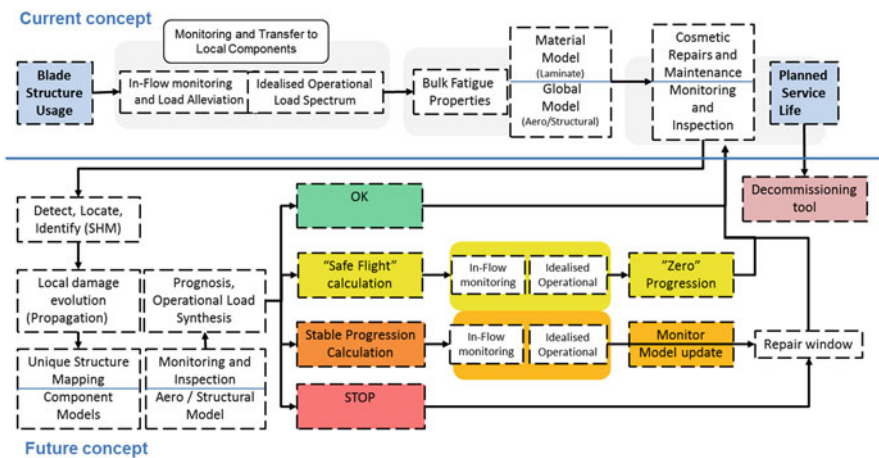 Current concept
Monitoring and Transfer to
Local Components
Blade
Structure
Usage
In-Flow monitoring
and Load Alleviation
Idealised Operational
Load Spectrum
Bulk Fatigue
Properties
Material
Model
(Laminate)
Global
Model
(Aero/Structural)
Cosmetic
Repairs and
Maintenance
Monitoring
and
Inspection
Planned
Service
Life
Decommissioning
tool
Detect, Locate,
Identify (SHM)
Local damage
evolution
(Propagation)
Unique Structure
Mapping
Component
Models
Prognosis,
Operational Load
Synthesis
Monitoring and
Inspection
Aero / Structural
Model
OK
“Safe Flight”
calculation
In-Flow
monitoring
Idealised
Operational
”Zero”
Progression
Stable Progression
Calculation
In-Flow
monitoring
Idealised
Operational
Monitor
Model update
Repair window
STOP
Future concept